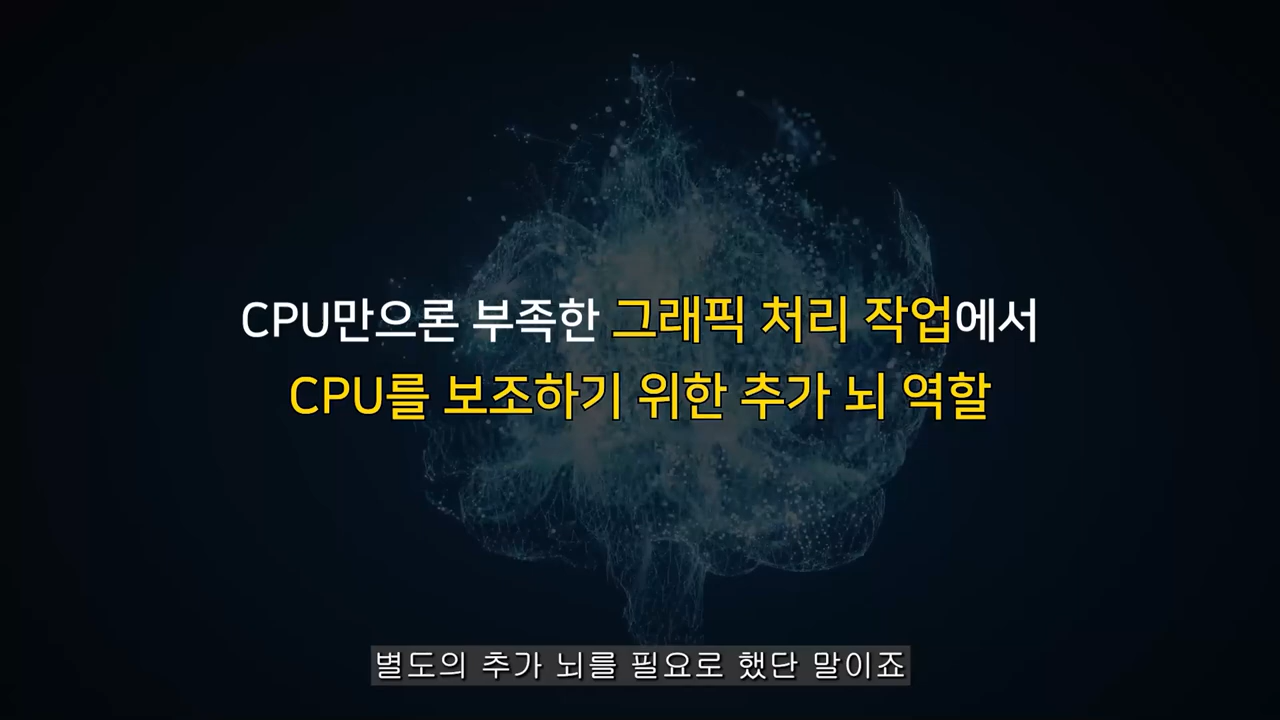 CPU만으론 부족한 그래픽 처리 작업에서
CPU를 보조하기 위한 추가 뇌 역할
별도의 추가 뇌를 필요로 했단 말이죠